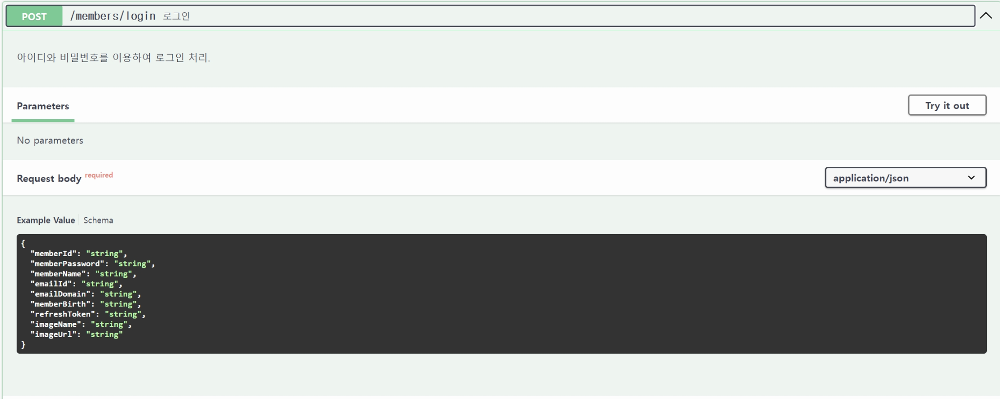 POST /members/login 로그인
아이디와 비밀번호를 이용하여 로그인 처리.
Parameters
Try it out
No parameters
Request body required
application/json
Example Value Schema
{
  "memberId": "string",
  "memberPassword": "string",
  "memberName": "string",
  "emailId": "string",
  "emailDomain": "string",
  "memberBirth": "string",
  "refreshToken": "string",
  "imageName": "string",
  "imageUrl": "string"
}